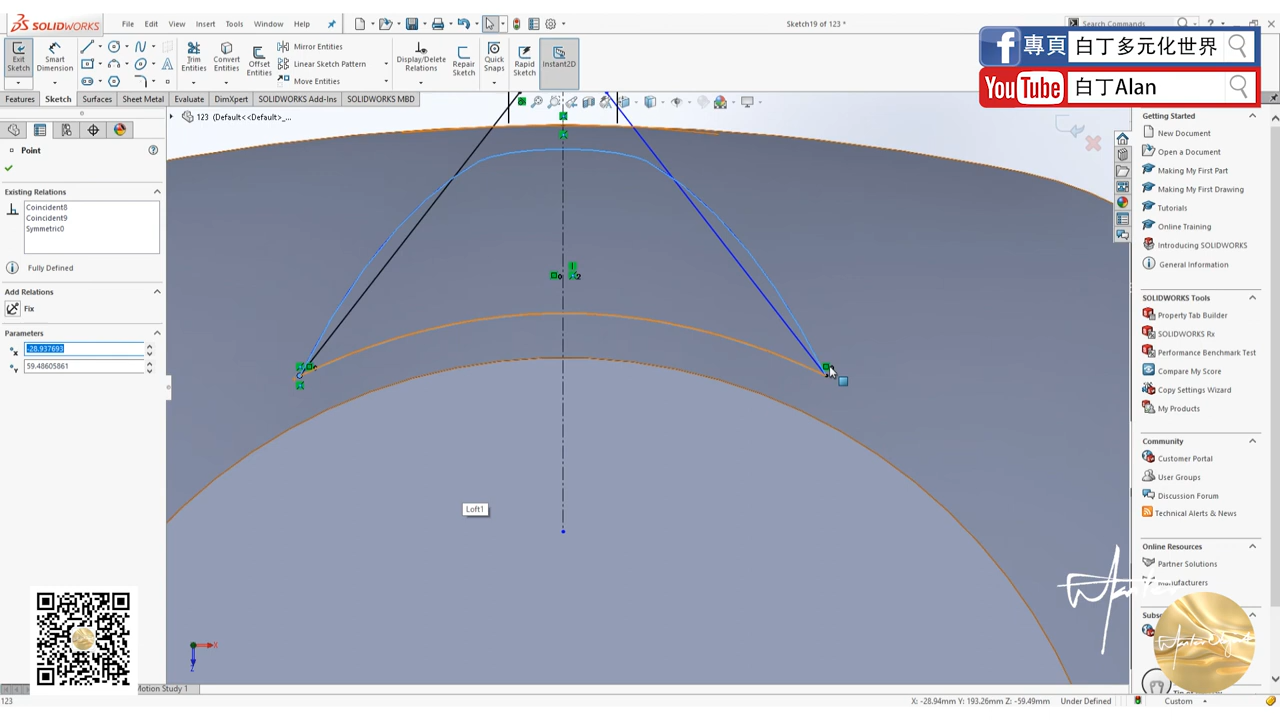 SOLIDWORKS
File Edit View Insert Tools Window Help
Sketch19 of 123 *
Search Commands
Exit Sketch
Smart Dimension
Trim Entities
Convert Entities
Offset Entities
Mirror Entities
Linear Sketch Pattern
Move Entities
Display/Delete Relations
Repair Sketch
Quick Snaps
Rapid Sketch
Instant2D
專頁 白丁多元化世界
YouTube 白丁Alan
Features Sketch Surfaces Sheet Metal Evaluate DimXpert SOLIDWORKS Add-Ins SOLIDWORKS MBD
123 (Default<<Default>_...
Point
Existing Relations
Coincident8
Coincident9
Symmetric0
Fully Defined
Add Relations
Fix
Parameters
-28.937693
59.48605861
Loft1
X
Z
Getting Started
New Document
Open a Document
Making My First Part
Making My First Drawing
Tutorials
Online Training
Introducing SOLIDWORKS
General Information
SOLIDWORKS Tools
Property Tab Builder
SOLIDWORKS Rx
Performance Benchmark Test
Compare My Score
Copy Settings Wizard
My Products
Community
Customer Portal
User Groups
Discussion Forum
Technical Alerts & News
Online Resources
Partner Solutions
Manufacturers
Motion Study 1
123
X: -28.94mm Y: 193.26mm Z: -59.49mm Under Defined
Custom